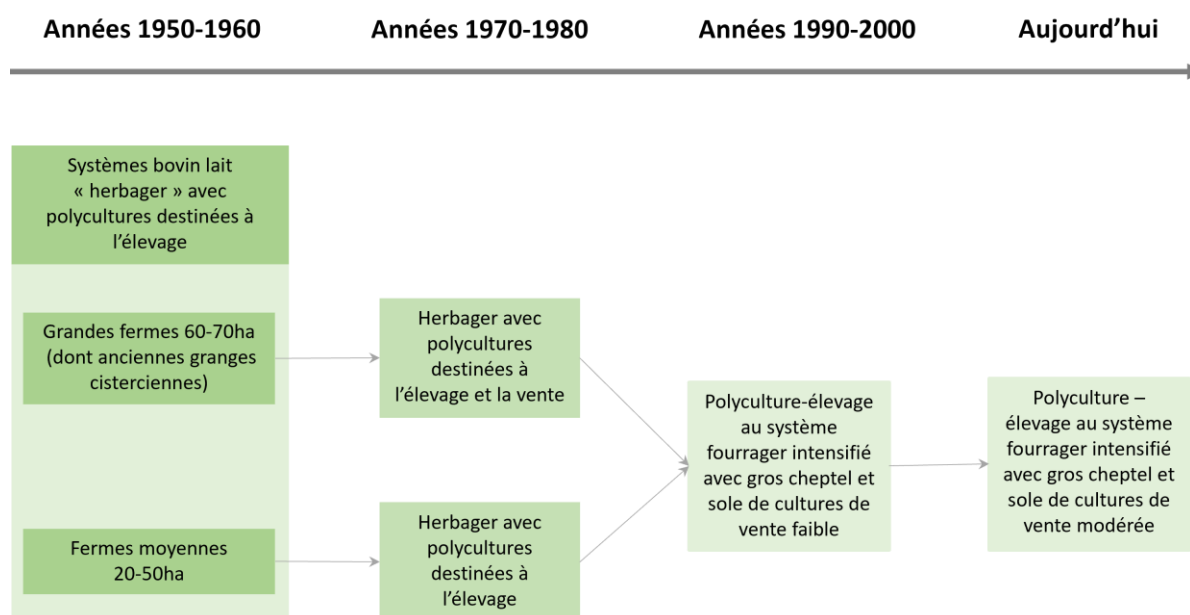 Années 1950-1960
Années 1970-1980
Années 1990-2000
Aujourd’hui
Systèmes bovin lait
« herbager » avec
polycultures destinées à
l’élevage
Grandes fermes 60-70ha
(dont anciennes granges
cisterciennes)
Herbager avec
polycultures
destinées à
l’élevage et la vente
Polyculture-élevage
au système
fourrager intensifié
avec gros cheptel et
sole de cultures de
vente faible
Polyculture –
élevage au système
fourrager intensifié
avec gros cheptel et
sole de cultures de
vente modérée
Fermes moyennes
20-50ha
Herbager avec
polycultures
destinées à
l’élevage